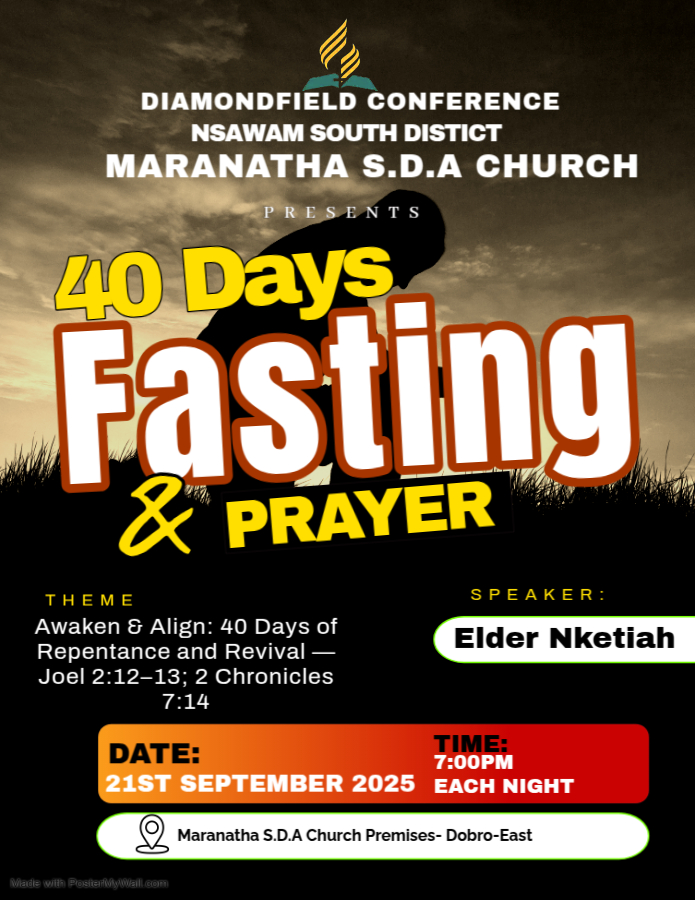 DIAMONDFIELD CONFERENCE
NSAWAM SOUTH DISTICT
MARANATHA S.D.A CHURCH
PRESENTS
40 Days
Fasting
& PRAYER
THEME
Awaken & Align: 40 Days of
Repentance and Revival —
Joel 2:12–13; 2 Chronicles
7:14
SPEAKER:
Elder Nketiah
DATE:
21ST SEPTEMBER 2025
TIME:
7:00PM
EACH NIGHT
Maranatha S.D.A Church Premises- Dobro-East
Made with PosterMyWall.com